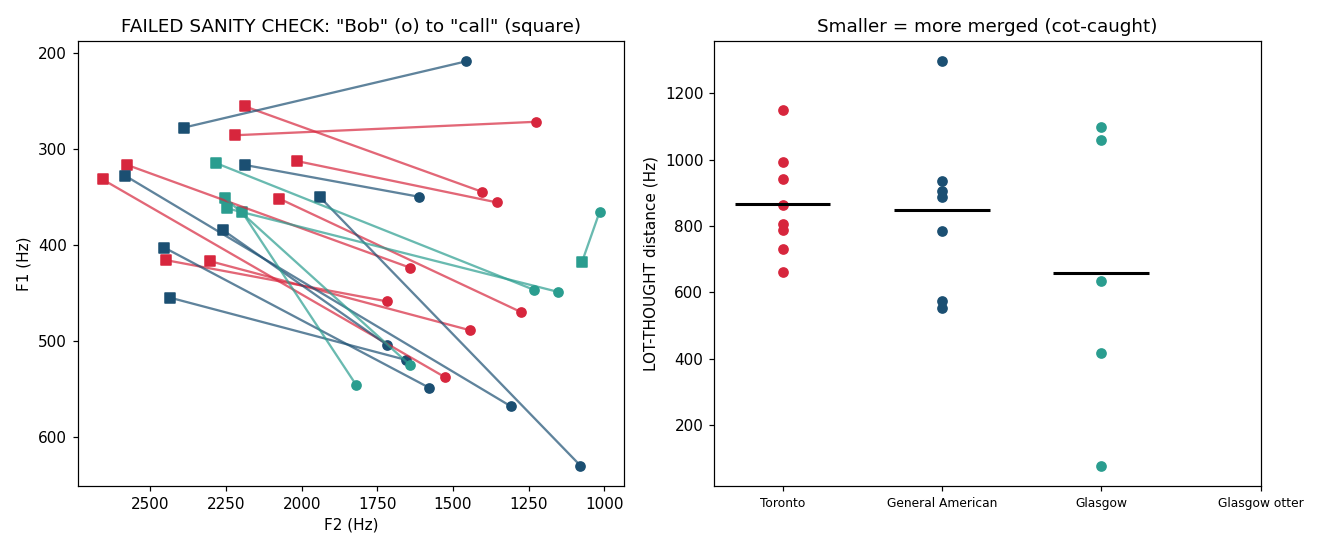 FAILED SANITY CHECK: "Bob" (o) to "call" (square)
200
300
400
500
600
F1 (Hz)
2500
2250
2000
1750
1500
1250
1000
F2 (Hz)
Smaller = more merged (cot-caught)
1200
1000
800
600
400
200
LOT-THOUGHT distance (Hz)
Toronto
General American
Glasgow
Glasgow otter